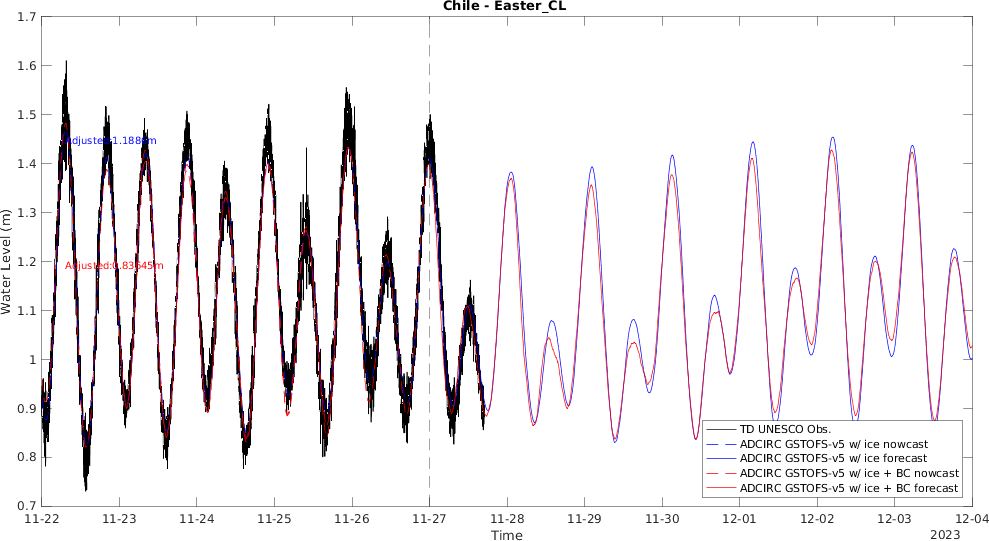 Chile - Easter_CL
1.7
1.6
1.5
1.4
1.3
1.2
1.1
1
0.9
0.8
0.7
Water Level (m)
Adjusted:0.83645m
TD UNESCO Obs.
ADCIRC GSTOFS-v5 w/ ice nowcast
ADCIRC GSTOFS-v5 w/ ice forecast
ADCIRC GSTOFS-v5 w/ ice + BC nowcast
ADCIRC GSTOFS-v5 w/ ice + BC forecast
11-22 11-23 11-24 11-25 11-26 11-27 11-28 11-29 11-30 12-01 12-02 12-03 12-04
Time
2023